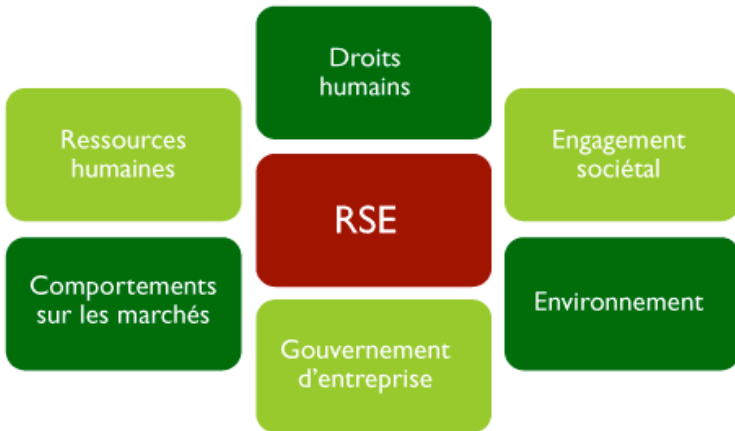 Droits
humains
Ressources
humaines
Engagement
sociétal
RSE
Comportements
sur les marchés
Environnement
Gouvernement
d’entreprise